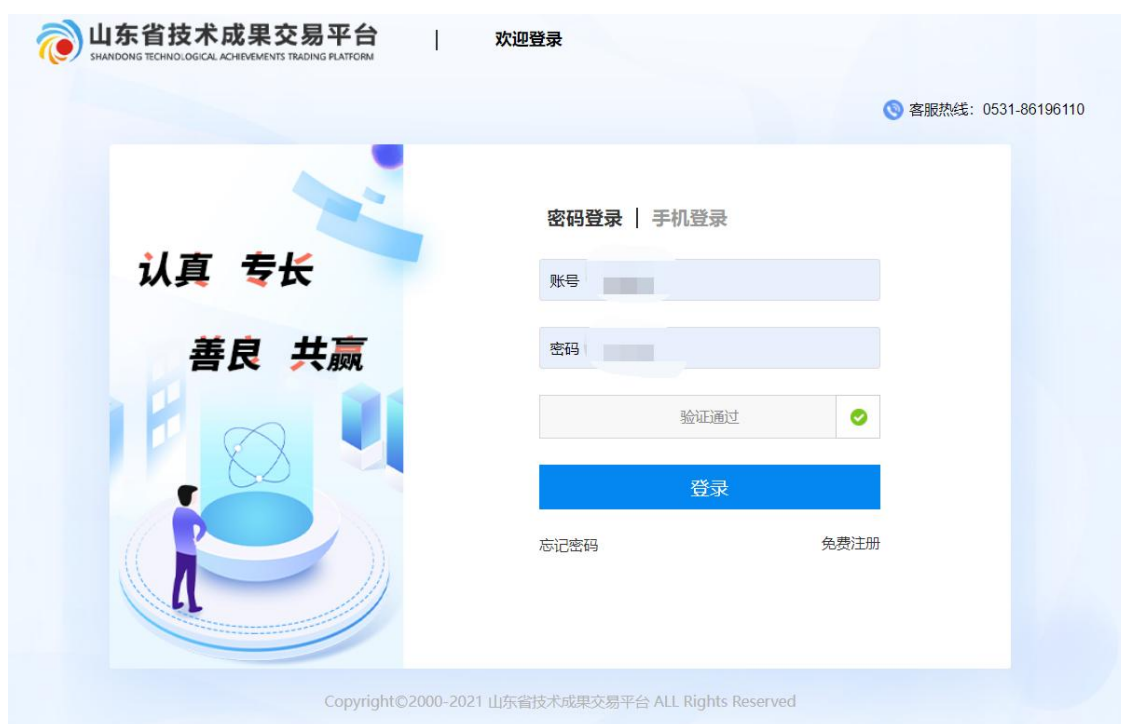 山东省技术成果交易平台
SHANDONG TECHNOLOGICAL ACHIEVEMENTS TRADING PLATFORM
欢迎登录
客服热线：0531-86196110
认真 专长
善良 共赢
密码登录
手机登录
账号
密码
验证通过
登录
忘记密码
免费注册
Copyright©2000-2021 山东省技术成果交易平台 ALL Rights Reserved